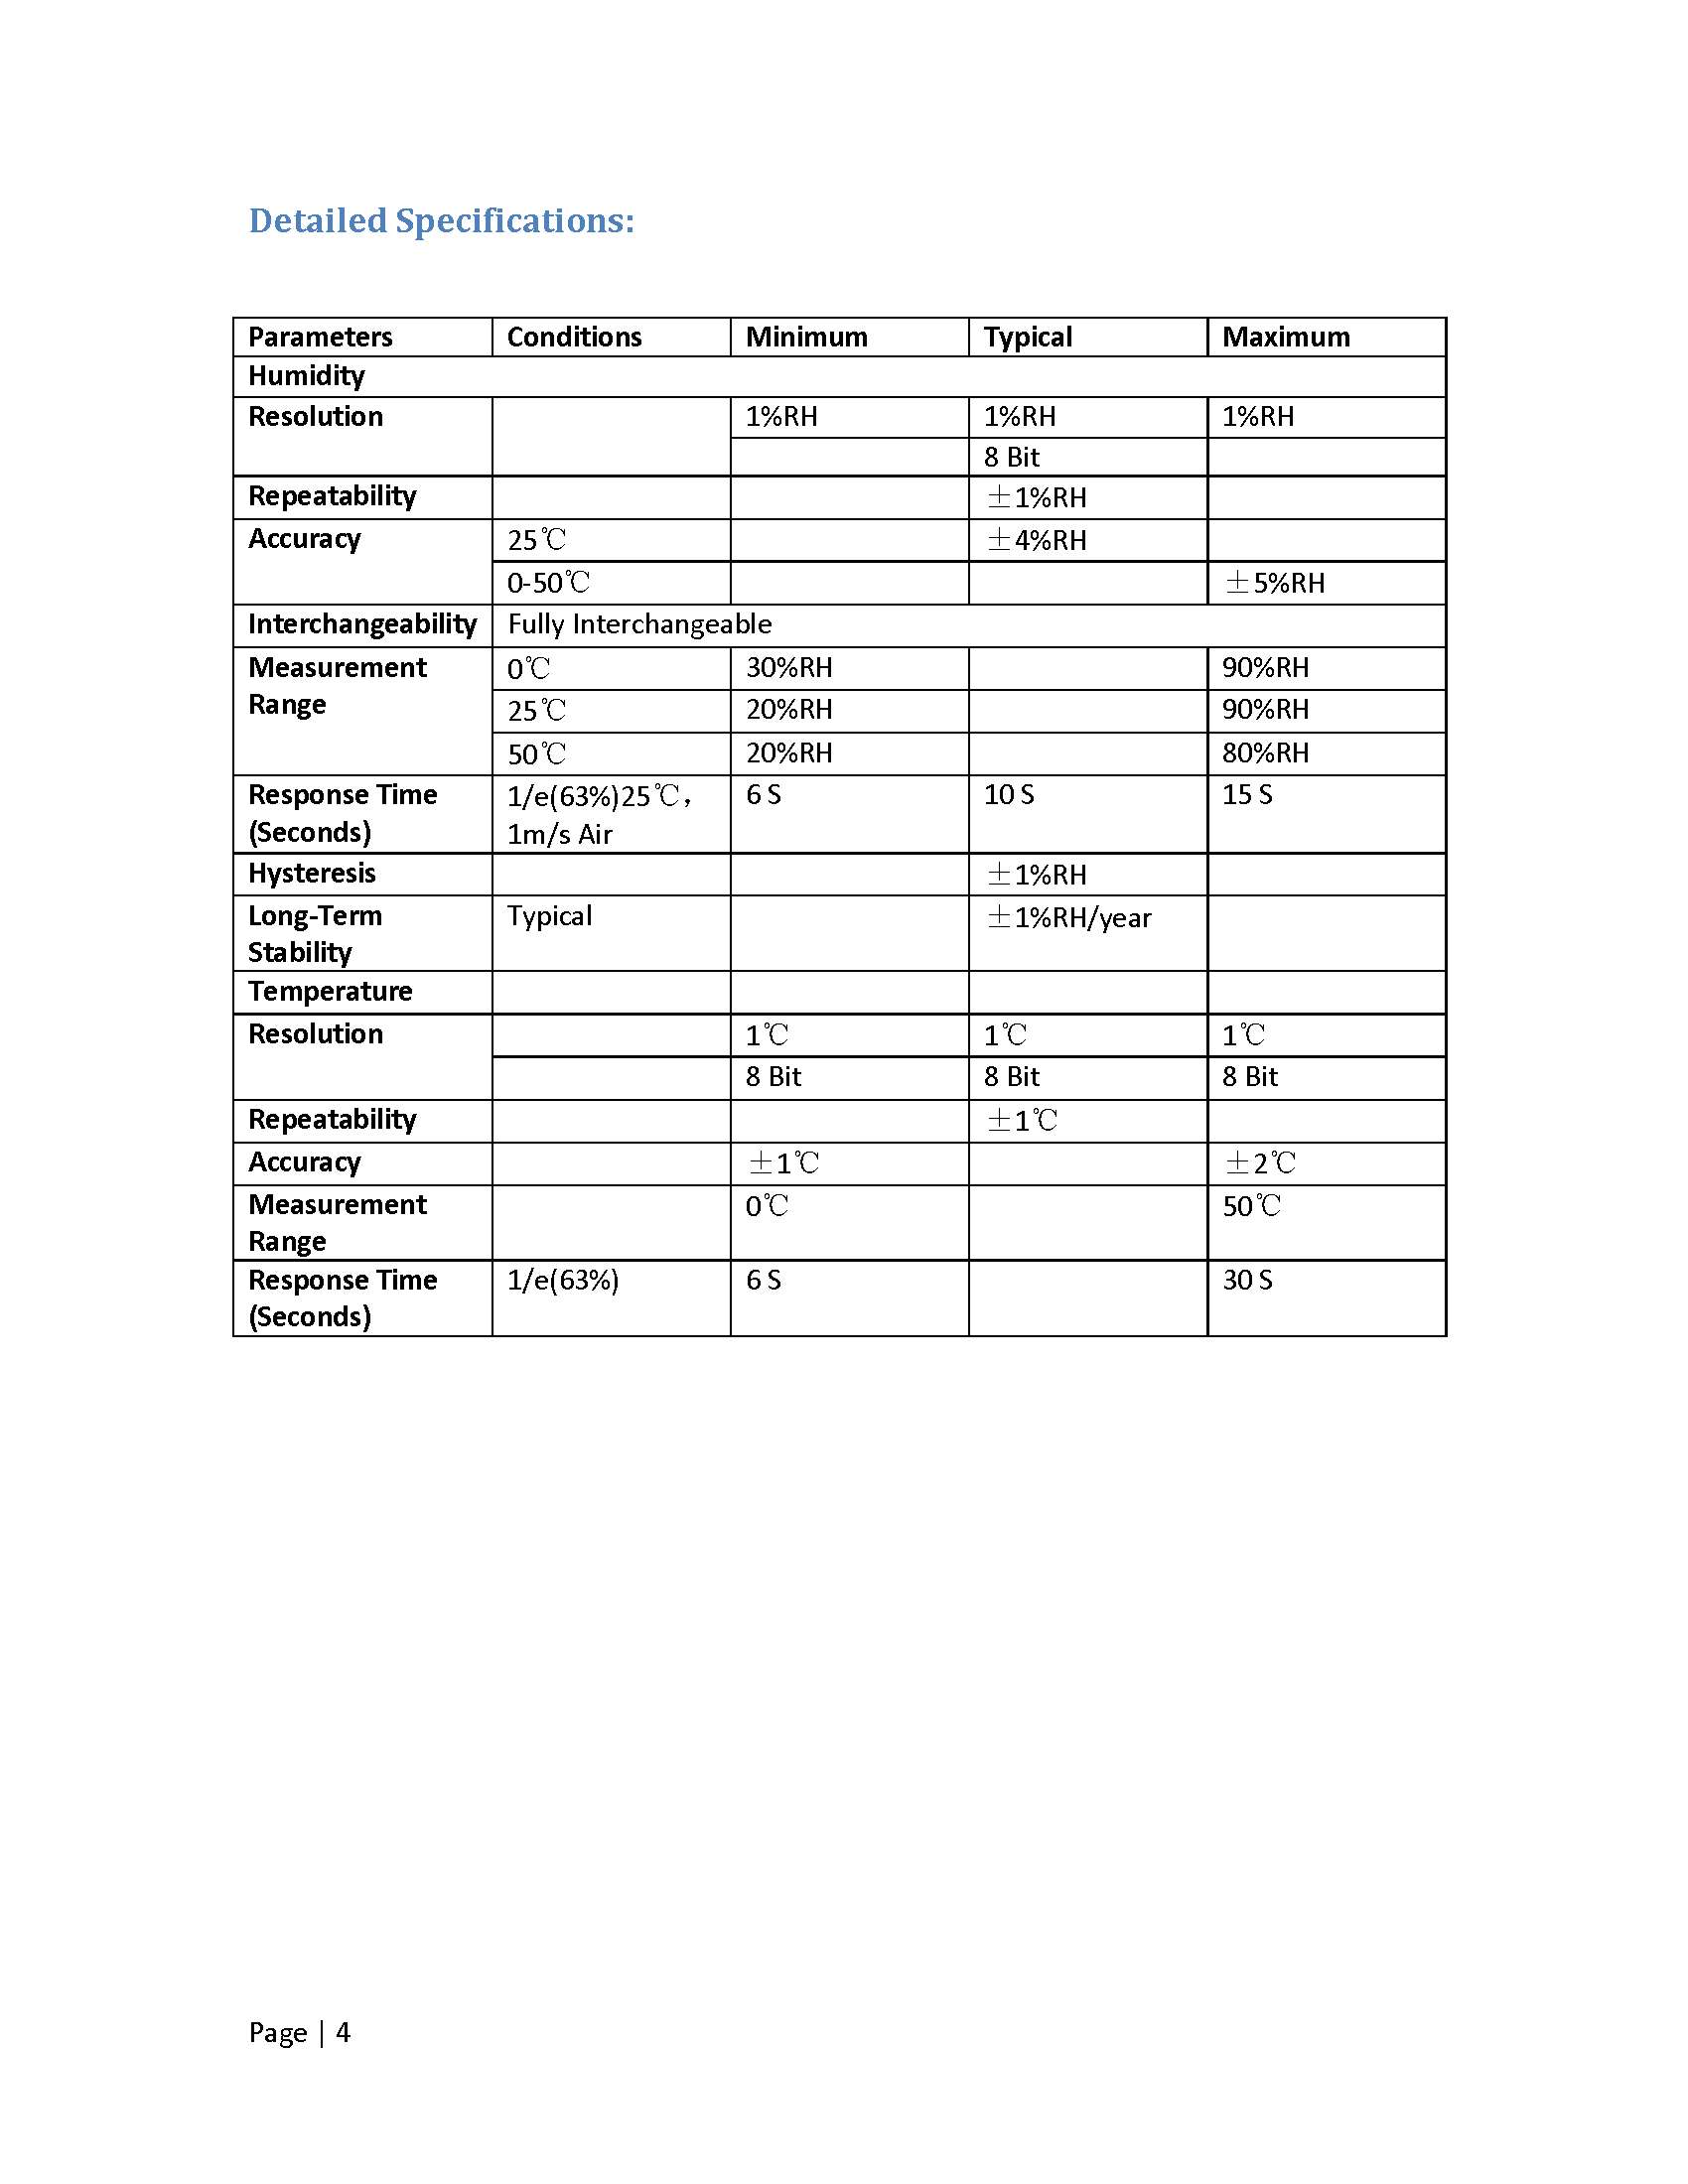 Detailed Specifications:
Parameters Conditions Minimum Typical Maximum
Humidity
Resolution 1%RH 1%RH 1%RH
8 Bit
Repeatability ±1%RH
Accuracy 25℃ ±4%RH
0-50℃ ±5%RH
Interchangeability Fully Interchangeable
Measurement 0℃ 30%RH 90%RH
Range 25℃ 20%RH 90%RH
50℃ 20%RH 80%RH
Response Time 1/e(63%)25℃, 6 S 10 S 15 S
(Seconds) 1m/s Air
Hysteresis ±1%RH
Long-Term Typical ±1%RH/year
Stability
Temperature
Resolution 1℃ 1℃ 1℃
8 Bit 8 Bit 8 Bit
Repeatability ±1℃
Accuracy ±1℃ ±2℃
Measurement 0℃ 50℃
Range
Response Time 1/e(63%) 6 S 30 S
(Seconds)
Page | 4